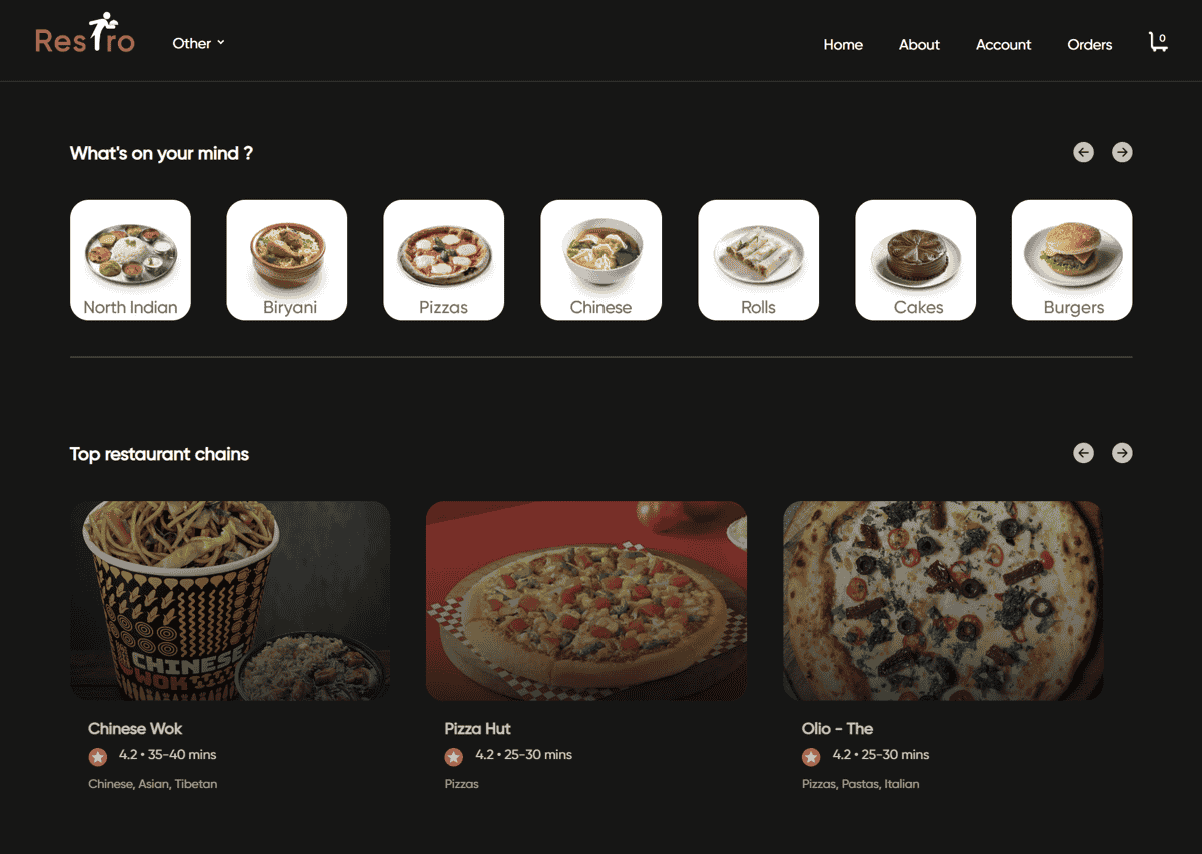 Restro
Other
Home
About
Account
Orders
0
What's on your mind ?
North Indian
Biryani
Pizzas
Chinese
Rolls
Cakes
Burgers
Top restaurant chains
CHINESE
WOK
Chinese Wok
4.2 • 35-40 mins
Chinese, Asian, Tibetan
Pizza Hut
4.2 • 25-30 mins
Pizzas
Olio - The
4.2 • 25-30 mins
Pizzas, Pastas, Italian